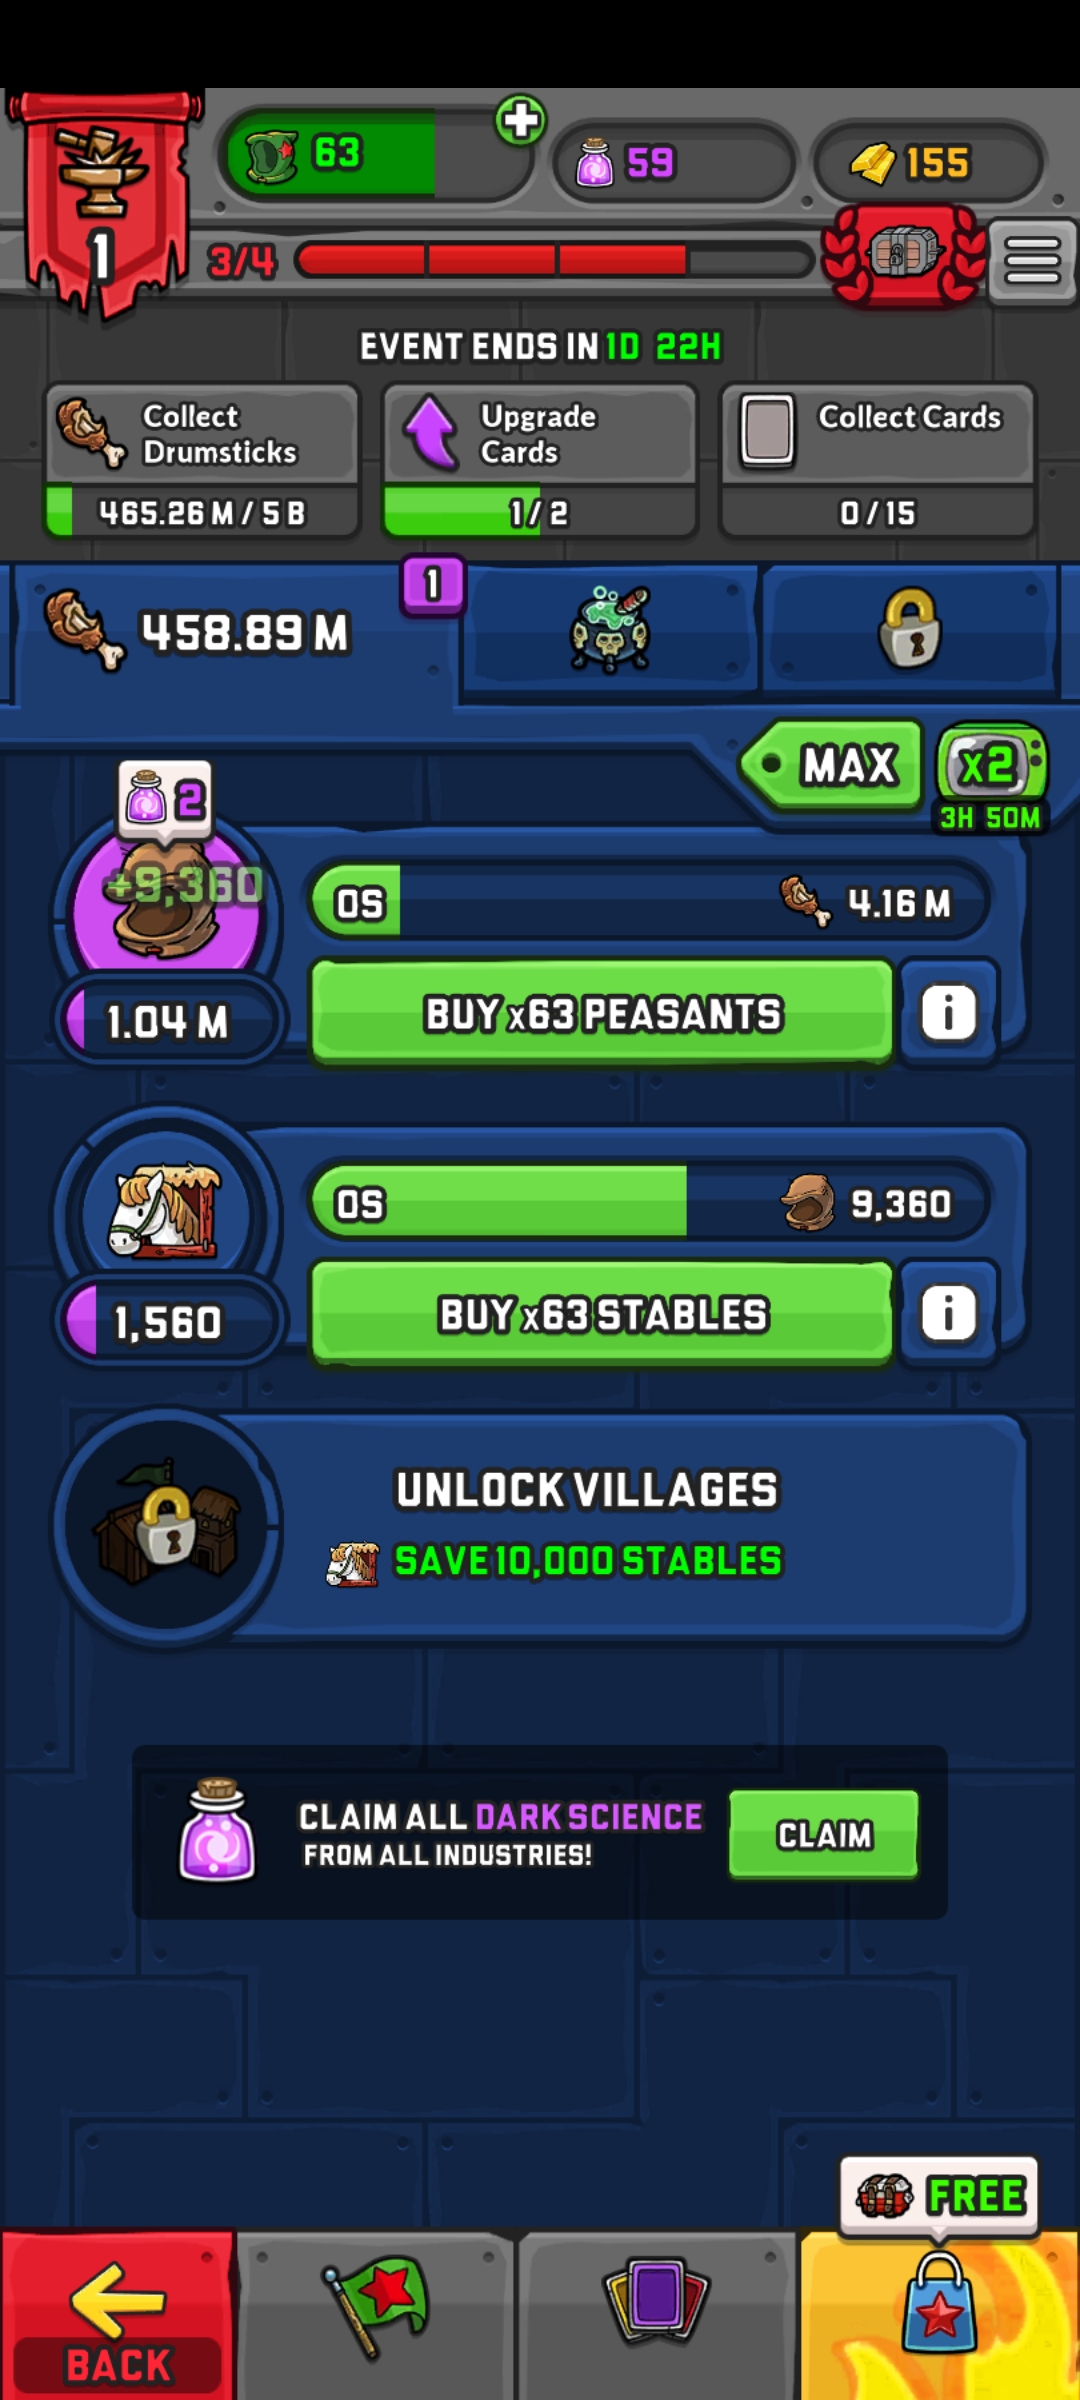 63
59
155
1
3/4
EVENT ENDS IN 1D 22H
Collect
Drumsticks
465.26 M / 5 B
Upgrade
Cards
1 / 2
Collect Cards
0 / 15
458.89 M
1
MAX
x2
3H 50M
2
+9,360
0S
4.16 M
1.04 M
BUY x63 PEASANTS
i
0S
9,360
1,560
BUY x63 STABLES
i
UNLOCK VILLAGES
SAVE 10,000 STABLES
CLAIM ALL DARK SCIENCE
FROM ALL INDUSTRIES!
CLAIM
FREE
BACK